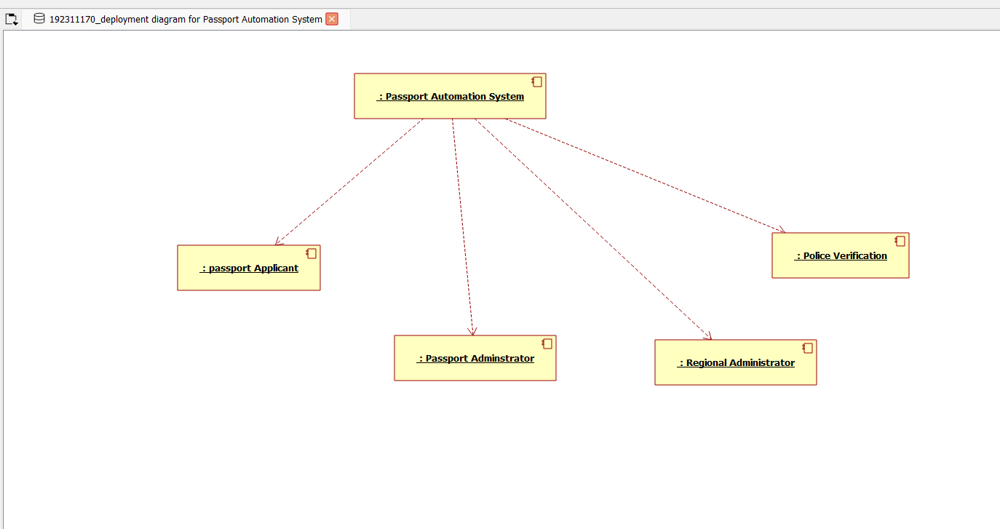 192311170_deployment diagram for Passport Automation System
: Passport Automation System
: passport Applicant
: Police Verification
: Passport Adminstrator
: Regional Administrator